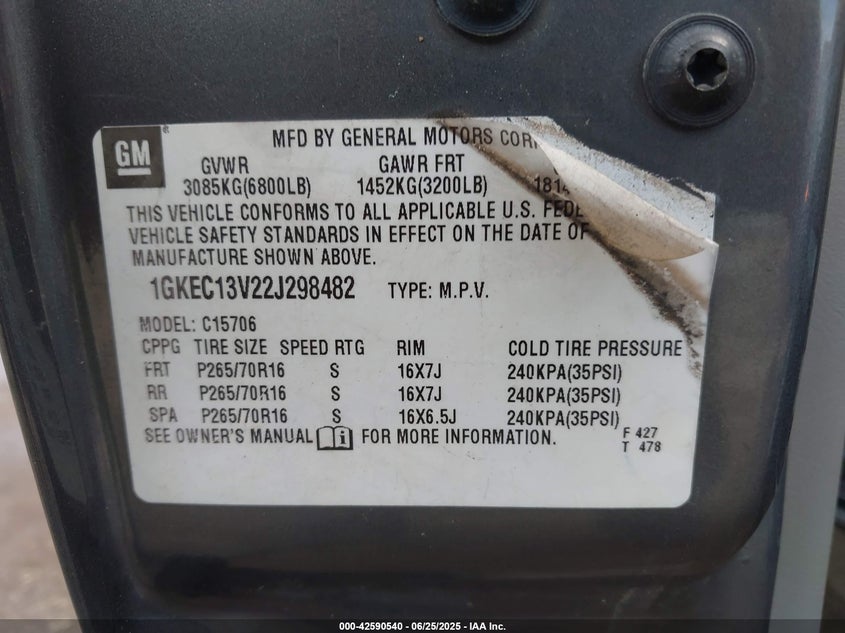 GM ®
MFD BY GENERAL MOTORS
GVWR GAWR FRT
3085KG(6800LB) 1452KG(3200LB) 181
THIS VEHICLE CONFORMS TO ALL APPLICABLE U.S. FEDE
VEHICLE SAFETY STANDARDS IN EFFECT ON THE DATE OF
MANUFACTURE SHOWN ABOVE.
1GKEC13V22J298482 TYPE: M.P.V.
MODEL: C15706
CPPG TIRE SIZE SPEED RTG RIM COLD TIRE PRESSURE
FRT P265/70R16 S 16X7J 240KPA(35PSI)
RR P265/70R16 S 16X7J 240KPA(35PSI)
SPA P265/70R16 S 16X6.5J 240KPA(35PSI)
SEE OWNER'S MANUAL i FOR MORE INFORMATION.
F 427
T 478
000-42590540 - 06/25/2025 - IAA Inc.